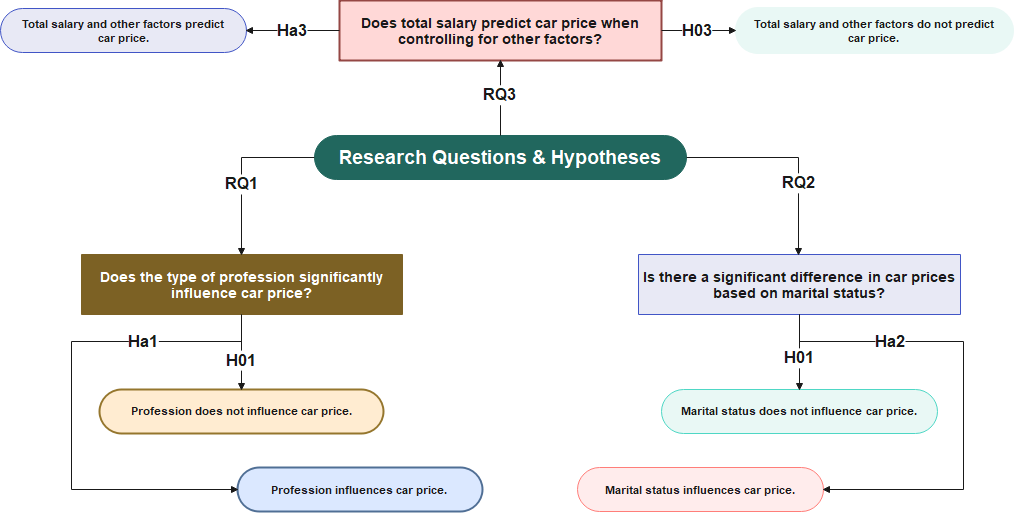 Total salary and other factors predict
car price.
Ha3
Does total salary predict car price when
controlling for other factors?
H03
Total salary and other factors do not predict
car price.
RQ3
Research Questions & Hypotheses
RQ1
RQ2
Does the type of profession significantly
influence car price?
Is there a significant difference in car prices
based on marital status?
Ha1
H01
H01
Ha2
Profession does not influence car price.
Marital status does not influence car price.
Profession influences car price.
Marital status influences car price.